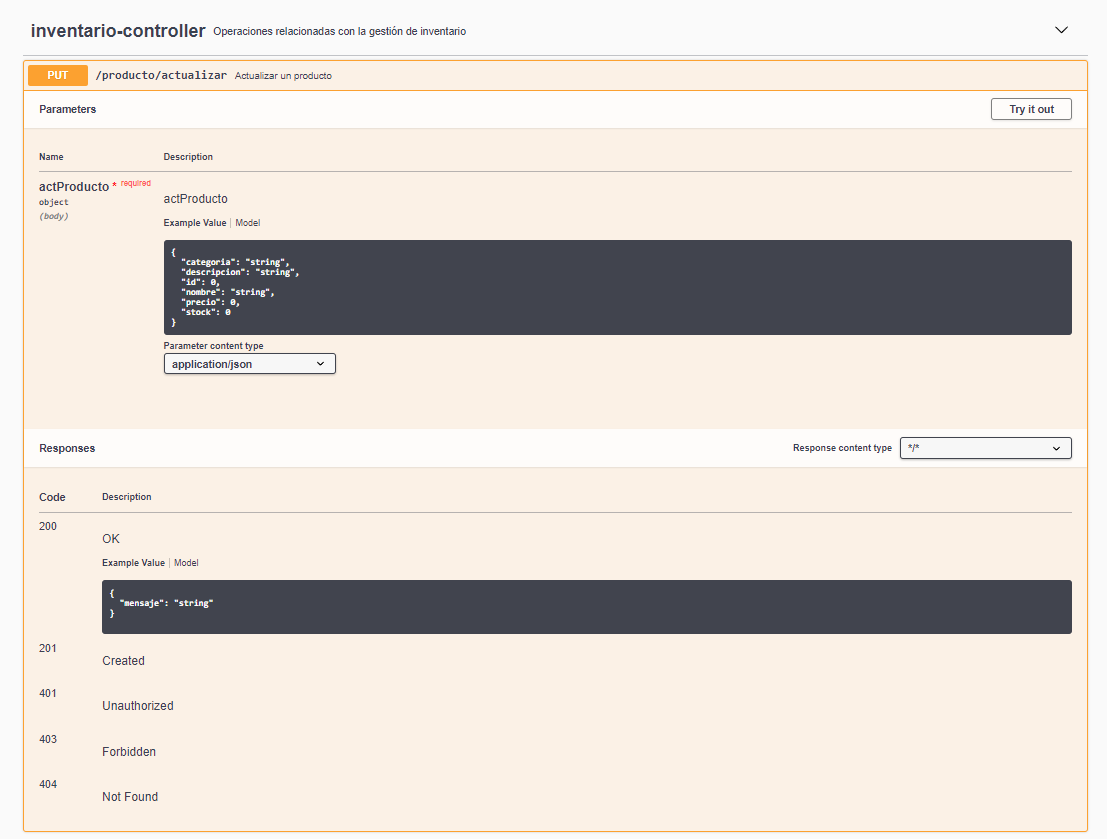 inventario-controller Operaciones relacionadas con la gestión de inventario
PUT /producto/actualizar Actualizar un producto
Parameters Try it out
Name Description
actProducto * required
object
(body)
actProducto
Example Value | Model
{
"categoria": "string",
"descripcion": "string",
"id": 0,
"nombre": "string",
"precio": 0,
"stock": 0
}
Parameter content type
application/json
Responses Response content type */*
Code Description
200
OK
Example Value | Model
{
"mensaje": "string"
}
201
Created
401
Unauthorized
403
Forbidden
404
Not Found